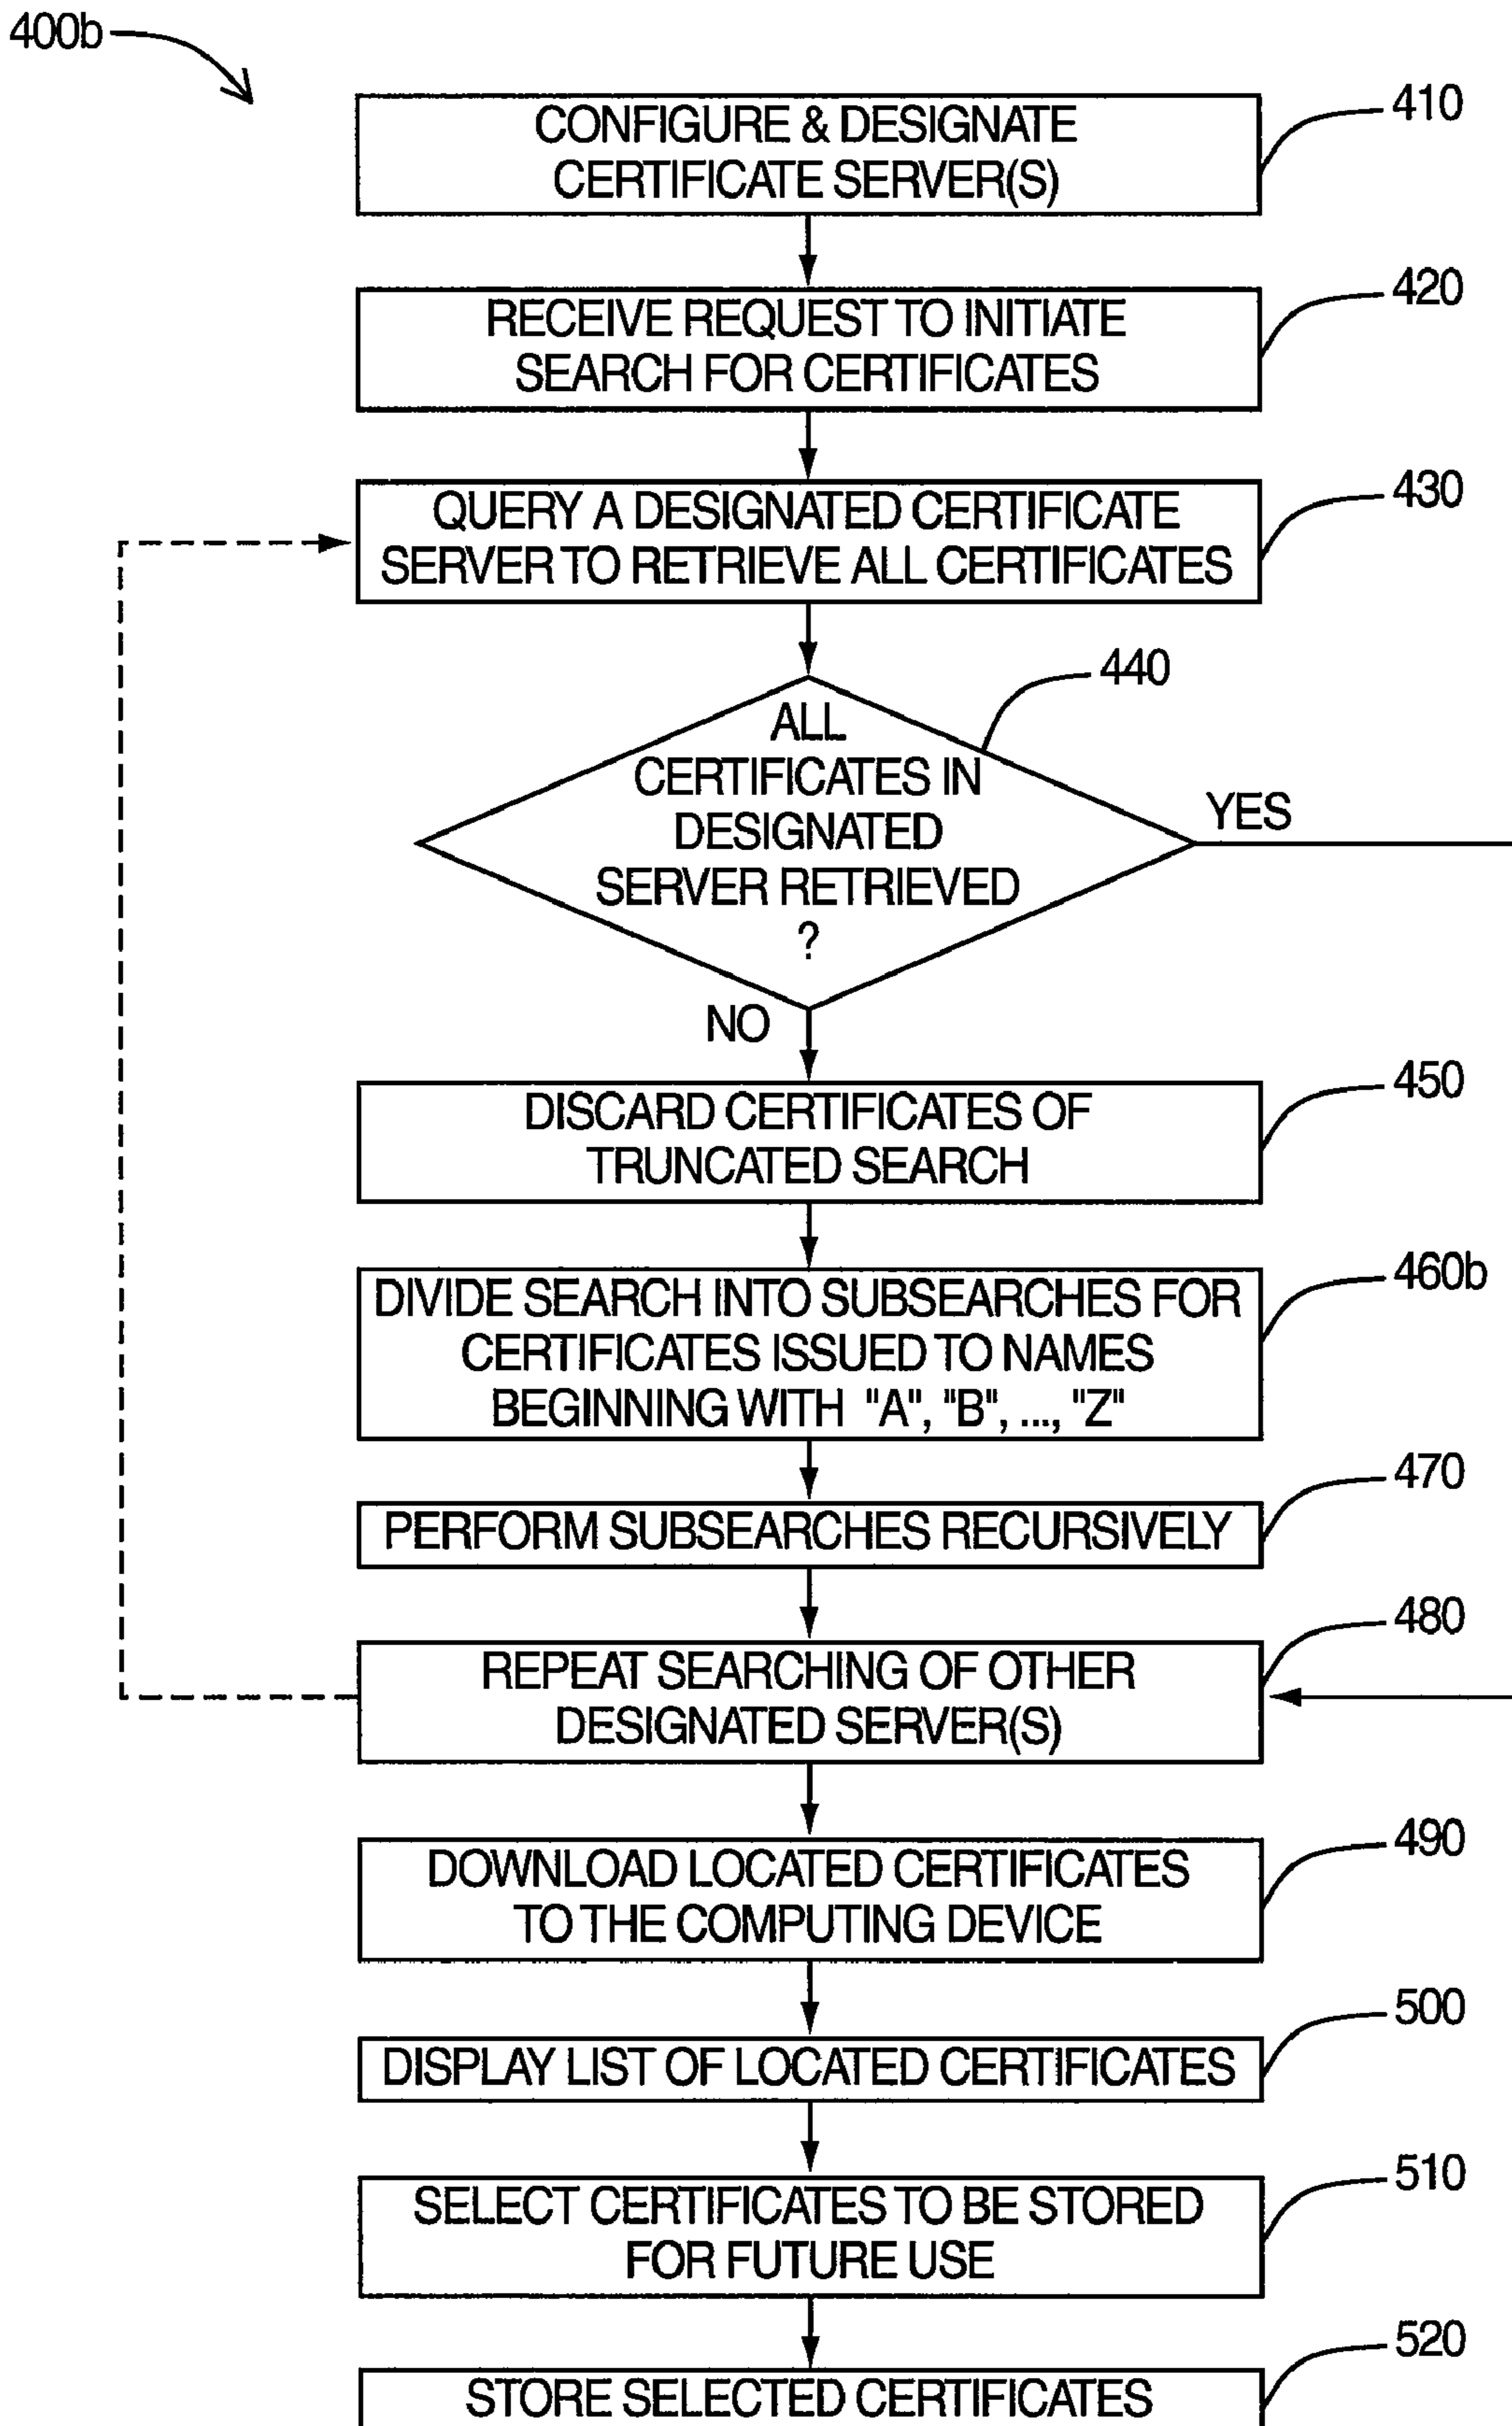 400b
CONFIGURE & DESIGNATE
CERTIFICATE SERVER(S)
410
RECEIVE REQUEST TO INITIATE
SEARCH FOR CERTIFICATES
420
QUERY A DESIGNATED CERTIFICATE
SERVER TO RETRIEVE ALL CERTIFICATES
430
ALL
CERTIFICATES IN
DESIGNATED
SERVER RETRIEVED
?
440
YES
NO
DISCARD CERTIFICATES OF
TRUNCATED SEARCH
450
DIVIDE SEARCH INTO SUBSEARCHES FOR
CERTIFICATES ISSUED TO NAMES
BEGINNING WITH "A", "B", ..., "Z"
460b
PERFORM SUBSEARCHES RECURSIVELY
470
REPEAT SEARCHING OF OTHER
DESIGNATED SERVER(S)
480
DOWNLOAD LOCATED CERTIFICATES
TO THE COMPUTING DEVICE
490
DISPLAY LIST OF LOCATED CERTIFICATES
500
SELECT CERTIFICATES TO BE STORED
FOR FUTURE USE
510
STORE SELECTED CERTIFICATES
520